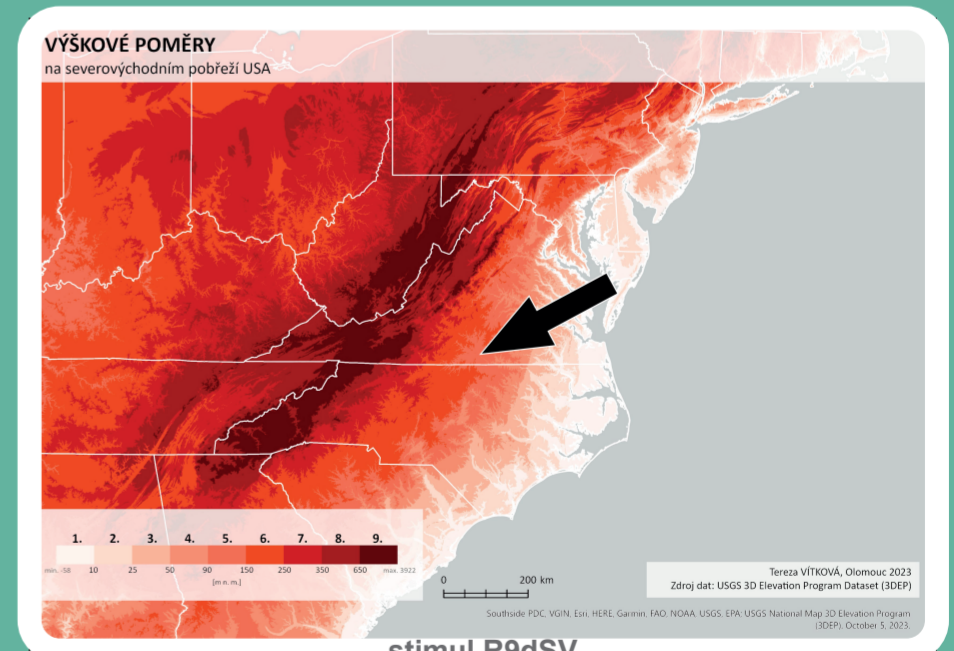 VÝŠKOVÉ POMĚRY
na severovýchodním pobřeží USA
1. 2. 3. 4. 5. 6. 7. 8. 9.
min. -58 10 25 50 90 150 250 350 650 max. 3922
[m n. m.]
0 200 km
Tereza VÍTKOVÁ, Olomouc 2023
Zdroj dat: USGS 3D Elevation Program Dataset (3DEP)
Southside PDC, VGIN, Esri, HERE, Garmin, FAO, NOAA, USGS, EPA; USGS National Map 3D Elevation Program
(3DEP). October 5, 2023.
stimul R9dSV